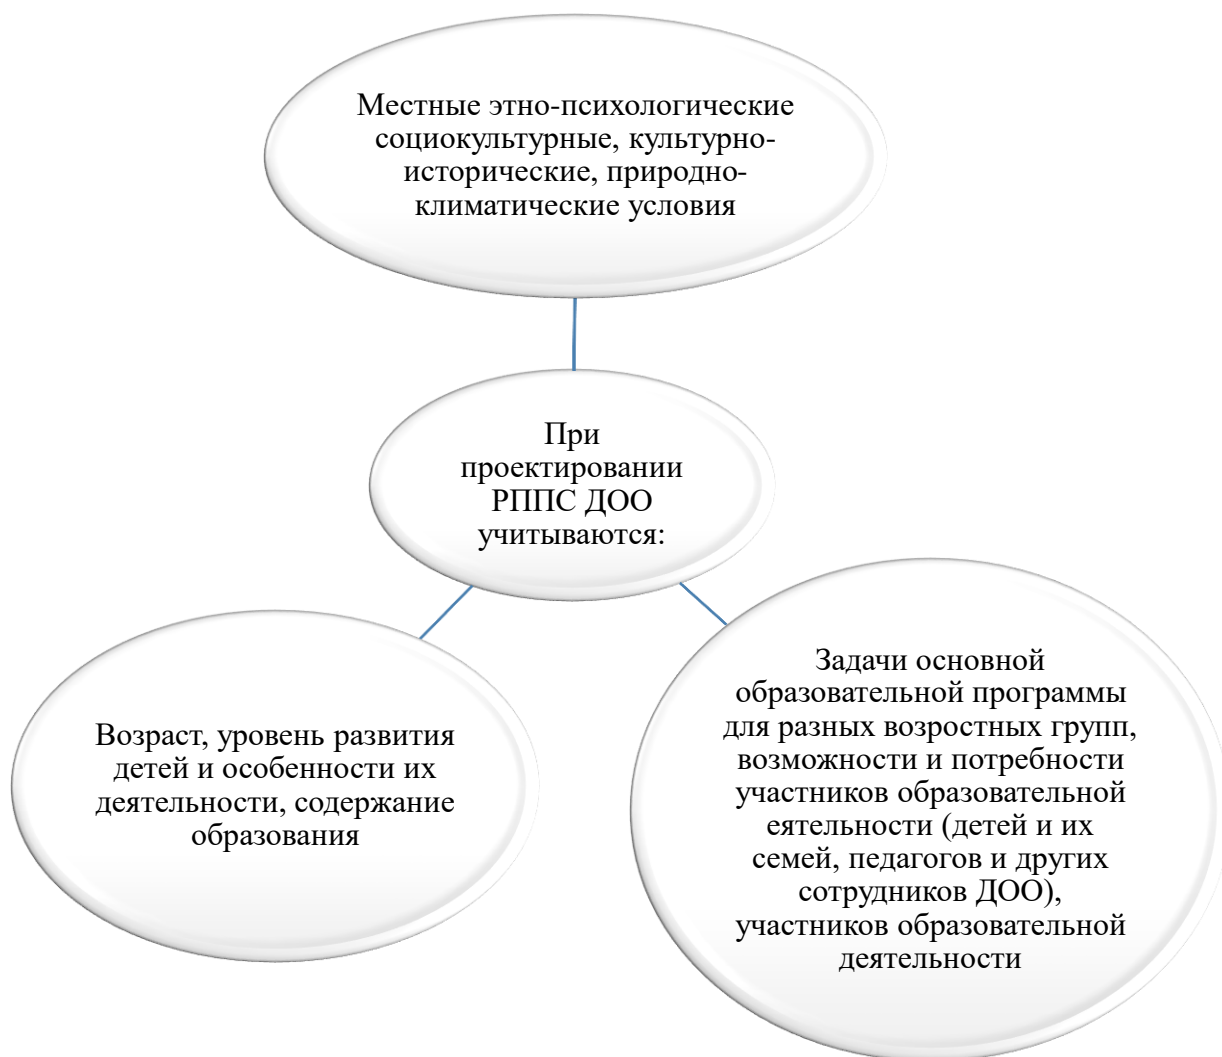 Местные этно-психологические
социокультурные, культурно-
исторические, природно-
климатические условия
При
проектировании
РППС ДОО
учитываются:
Возраст, уровень развития
детей и особенности их
деятельности, содержание
образования
Задачи основной
образовательной программы
для разных возростных групп,
возможности и потребности
участников образовательной
еятельности (детей и их
семей, педагогов и других
сотрудников ДОО),
участников образовательной
деятельности